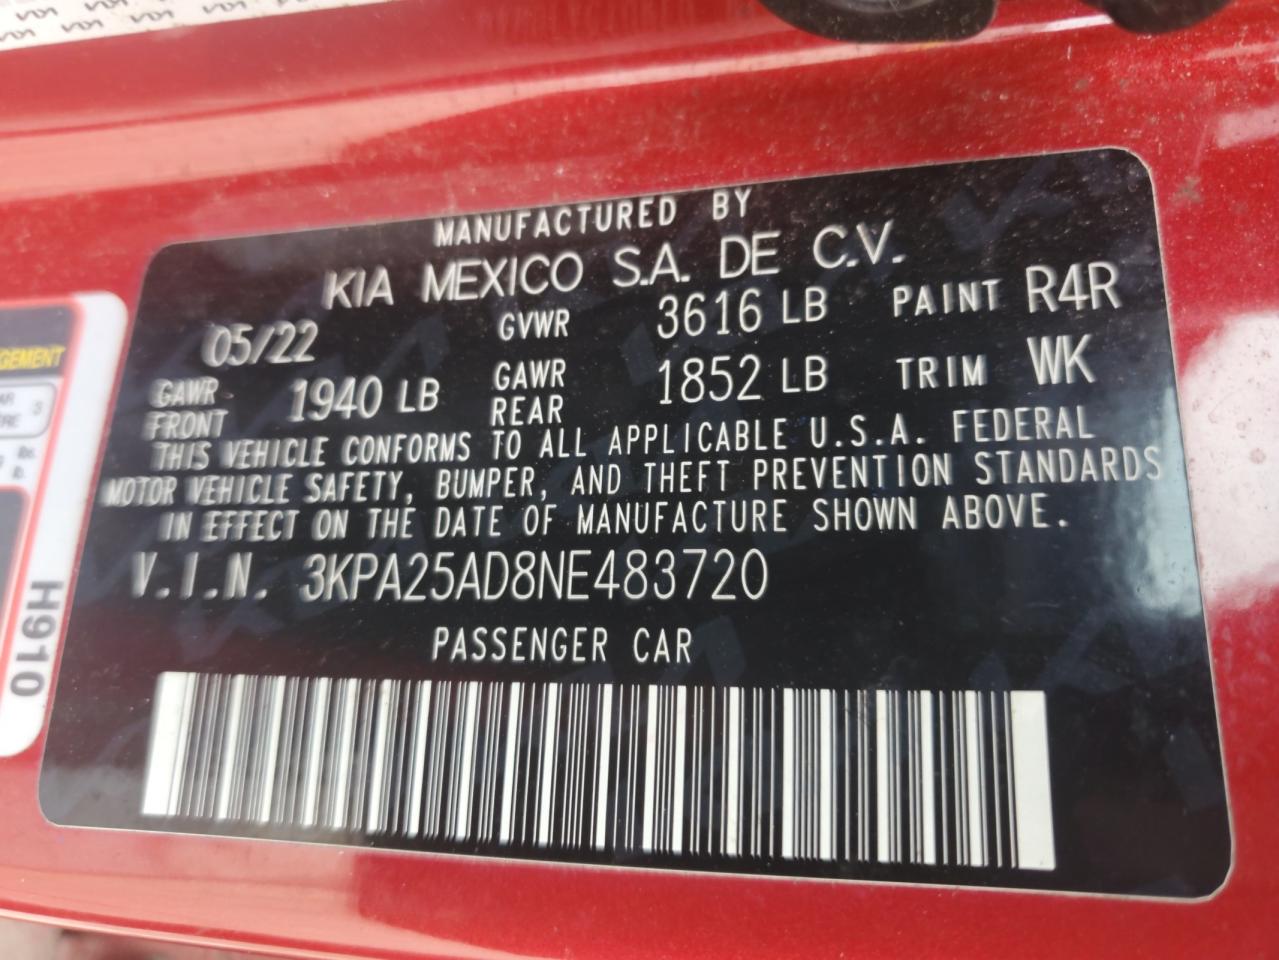 MANUFACTURED BY
KIA MEXICO S.A. DE C.V.
05/22 GVWR 3616 LB PAINT R4R
GAWR FRONT 1940 LB GAWR REAR 1852 LB TRIM WK
THIS VEHICLE CONFORMS TO ALL APPLICABLE U.S.A. FEDERAL
MOTOR VEHICLE SAFETY, BUMPER, AND THEFT PREVENTION STANDARDS
IN EFFECT ON THE DATE OF MANUFACTURE SHOWN ABOVE.
V.I.N. 3KPA25AD8NE483720
PASSENGER CAR
H910